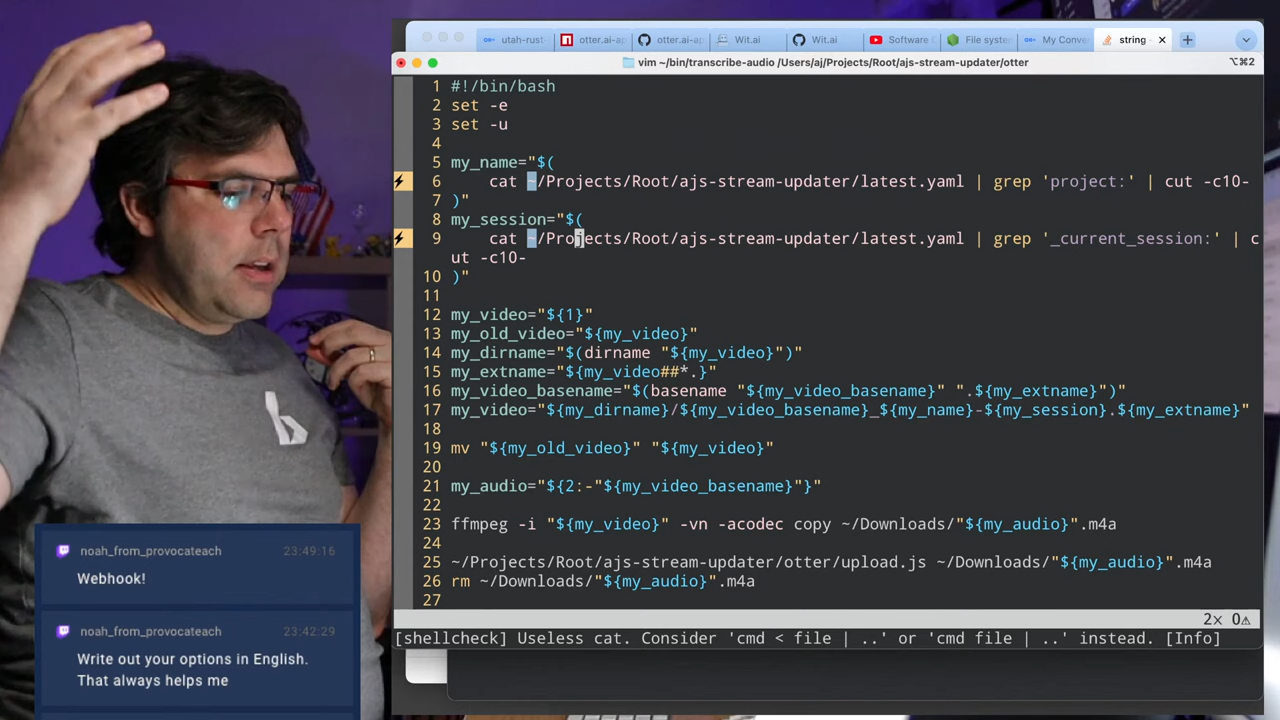 utah-rust-
otter.ai-ap
otter.ai-ap
Wit.ai
Wit.ai
Software
File syste
My Conve
string
vim ~/bin/transcribe-audio /Users/aj/Projects/Root/ajs-stream-updater/otter
⌥⌘2
1 #!/bin/bash
2 set -e
3 set -u
4
5 my_name="$(
6 cat ~/Projects/Root/ajs-stream-updater/latest.yaml | grep 'project:' | cut -c10-
7 )"
8 my_session="$(
9 cat ~/Projects/Root/ajs-stream-updater/latest.yaml | grep '_current_session:' | c
ut -c10-
10 )"
11
12 my_video="${1}"
13 my_old_video="${my_video}"
14 my_dirname="$(dirname "${my_video}")"
15 my_extname="${my_video##*.}"
16 my_video_basename="$(basename "${my_video_basename}" ".${my_extname}")"
17 my_video="${my_dirname}/${my_video_basename}_${my_name}-${my_session}.${my_extname}"
18
19 mv "${my_old_video}" "${my_video}"
20
21 my_audio="${2:-"${my_video_basename}"}"
22
23 ffmpeg -i "${my_video}" -vn -acodec copy ~/Downloads/"${my_audio}".m4a
24
25 ~/Projects/Root/ajs-stream-updater/otter/upload.js ~/Downloads/"${my_audio}".m4a
26 rm ~/Downloads/"${my_audio}".m4a
27
2× 0⚠
[shellcheck] Useless cat. Consider 'cmd < file | ..' or 'cmd file | ..' instead. [Info]
noah_from_provocateach 23:49:16
Webhook!
noah_from_provocateach 23:42:29
Write out your options in English.
That always helps me